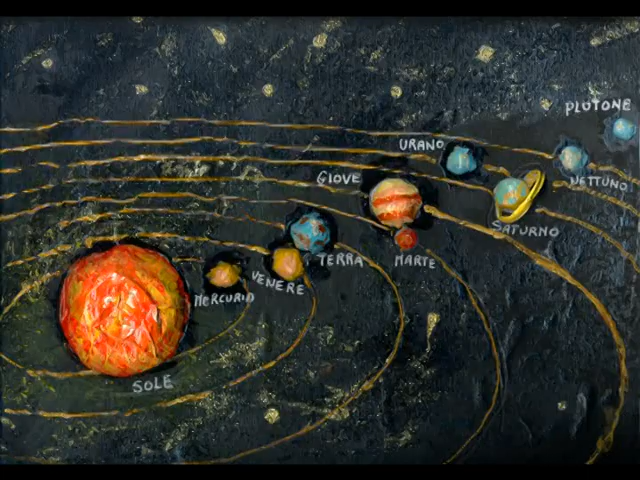 PLUTONE
URANO
GIOVE
NETTUNO
SATURNO
TERRA
MARTE
VENERE
MERCURIO
SOLE